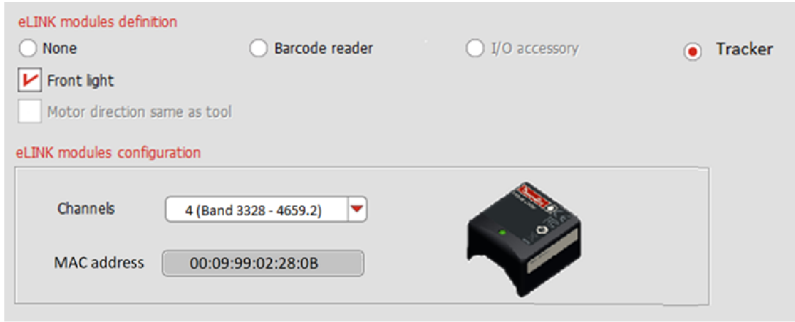 eLINK modules definition
None
Barcode reader
I/O accessory
Tracker
Front light
Motor direction same as tool
eLINK modules configuration
Channels
4 (Band 3328 - 4659.2)
MAC address
00:09:99:02:28:0B